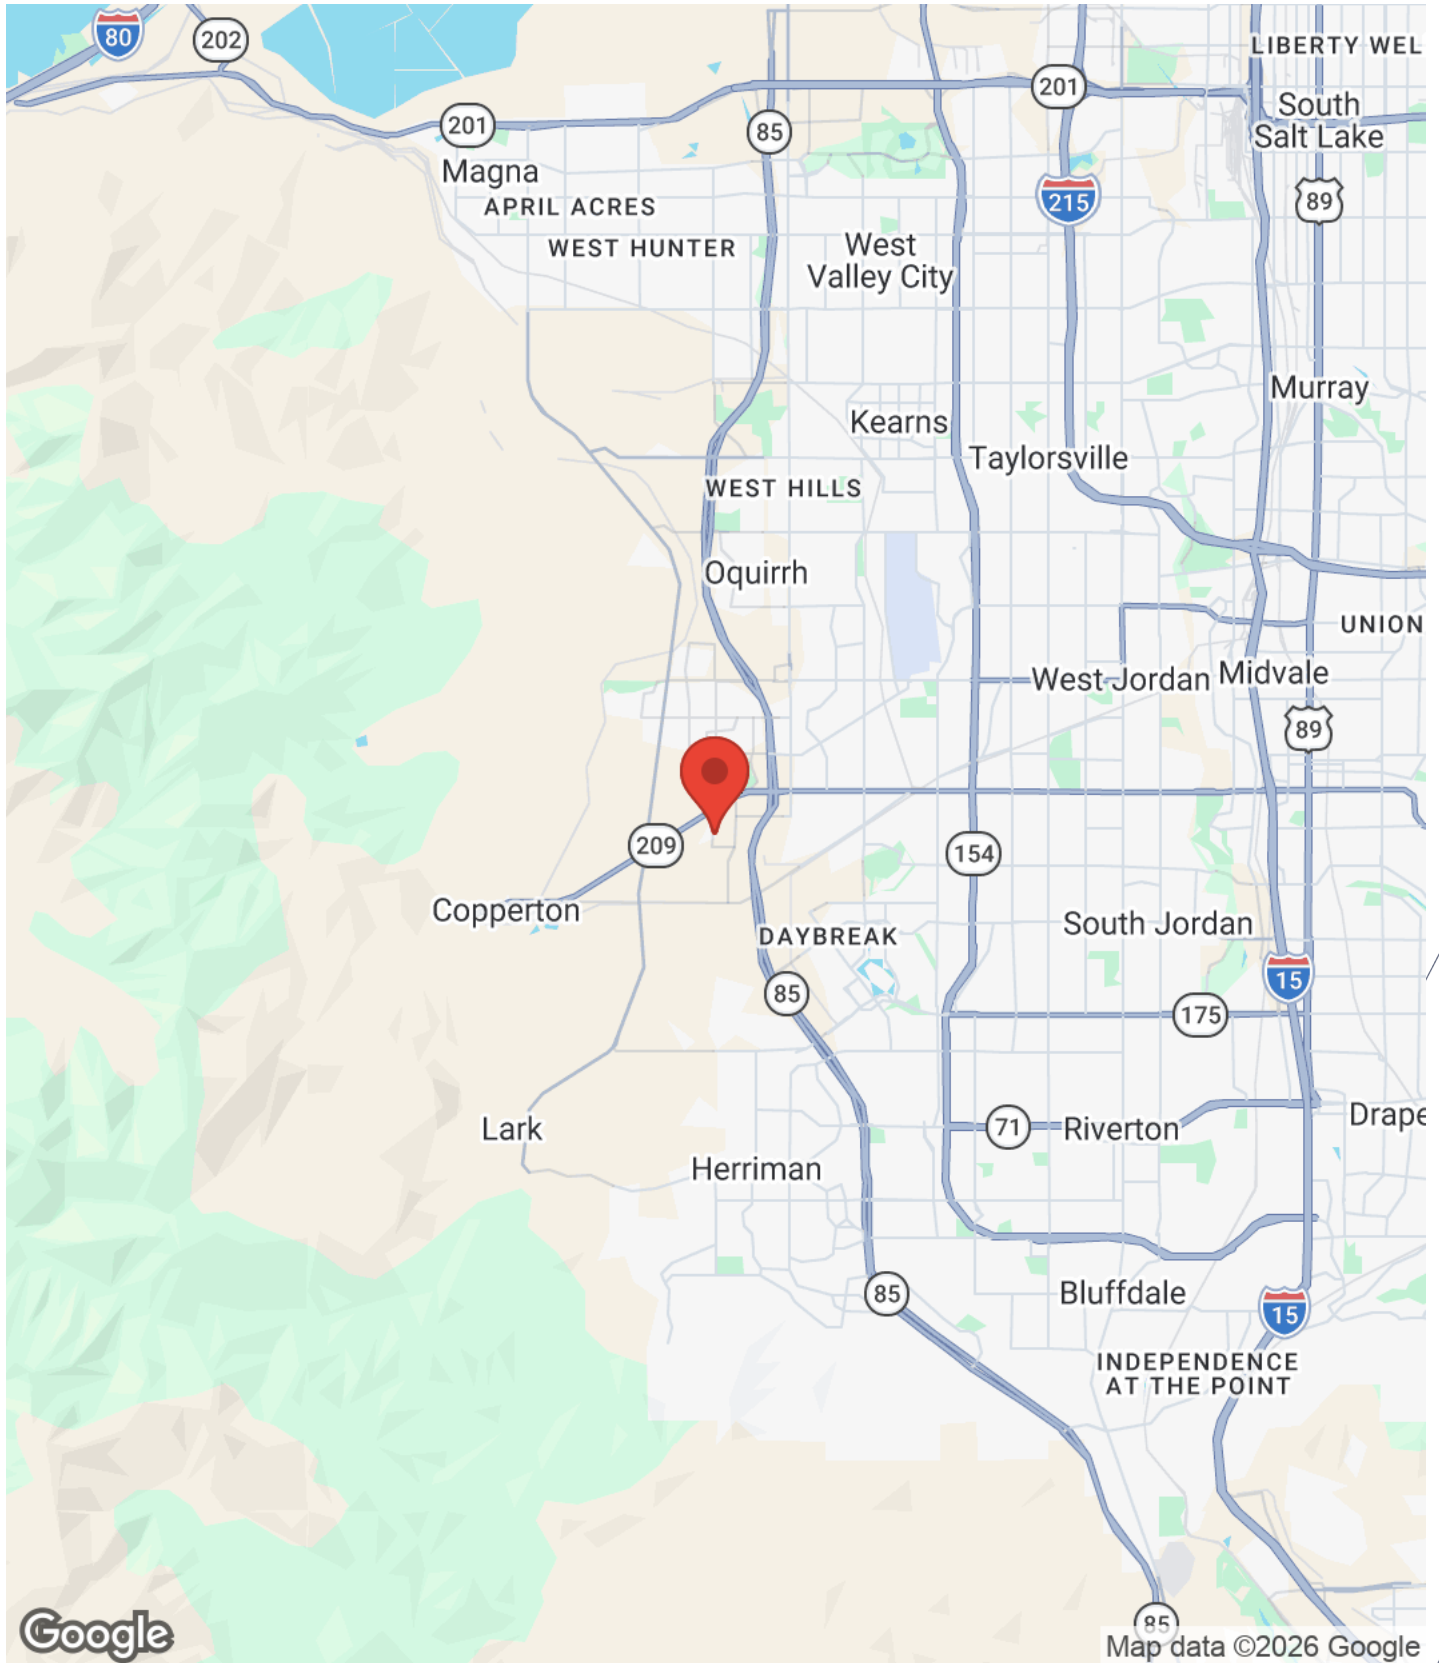 80
202
LIBERTY WEL
201
201
South
Salt Lake
85
Magna
215
89
APRIL ACRES
WEST HUNTER
West
Valley City
Murray
Kearns
Taylorsville
WEST HILLS
Oquirrh
UNION
West Jordan
Midvale
89
209
154
Copperton
South Jordan
DAYBREAK
15
85
175
Lark
71
Riverton
Drape
Herriman
85
Bluffdale
15
INDEPENDENCE
AT THE POINT
85
Google
Map data ©2026 Google